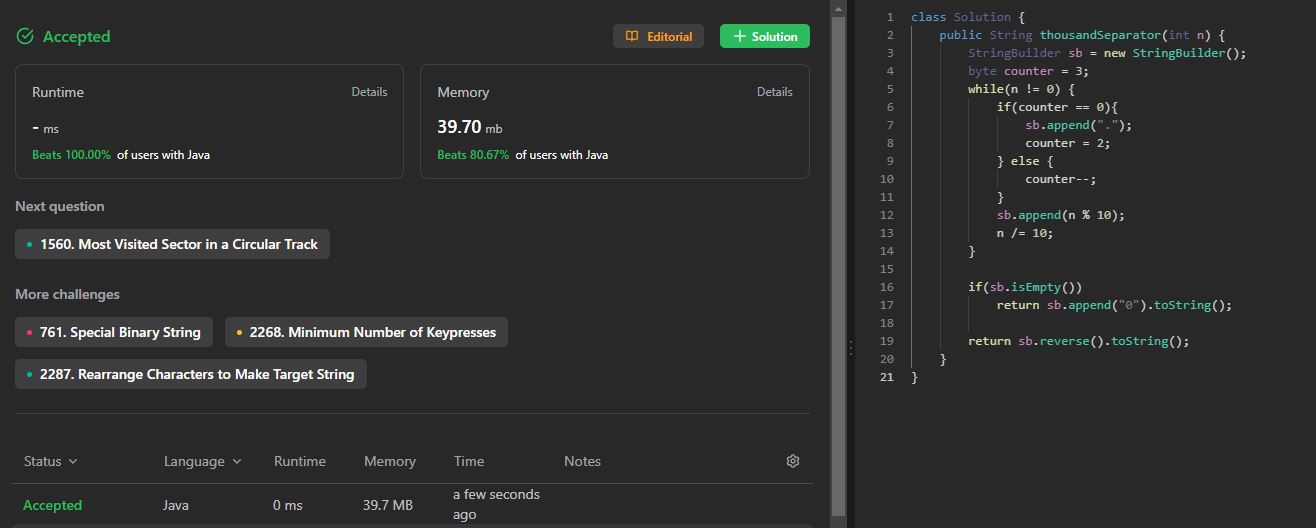 Accepted
Editorial
+ Solution
Runtime
Details
- ms
Beats 100.00% of users with Java
Memory
Details
39.70 mb
Beats 80.67% of users with Java
Next question
• 1560. Most Visited Sector in a Circular Track
More challenges
• 761. Special Binary String
• 2268. Minimum Number of Keypresses
• 2287. Rearrange Characters to Make Target String
Status Language Runtime Memory Time Notes
Accepted Java 0 ms 39.7 MB a few seconds
ago
1 class Solution {
2     public String thousandSeparator(int n) {
3         StringBuilder sb = new StringBuilder();
4         byte counter = 3;
5         while(n != 0) {
6             if(counter == 0){
7                 sb.append(".");
8                 counter = 2;
9             } else {
10                 counter--;
11             }
12             sb.append(n % 10);
13             n /= 10;
14         }
15
16         if(sb.isEmpty())
17             return sb.append("0").toString();
18
19         return sb.reverse().toString();
20     }
21 }